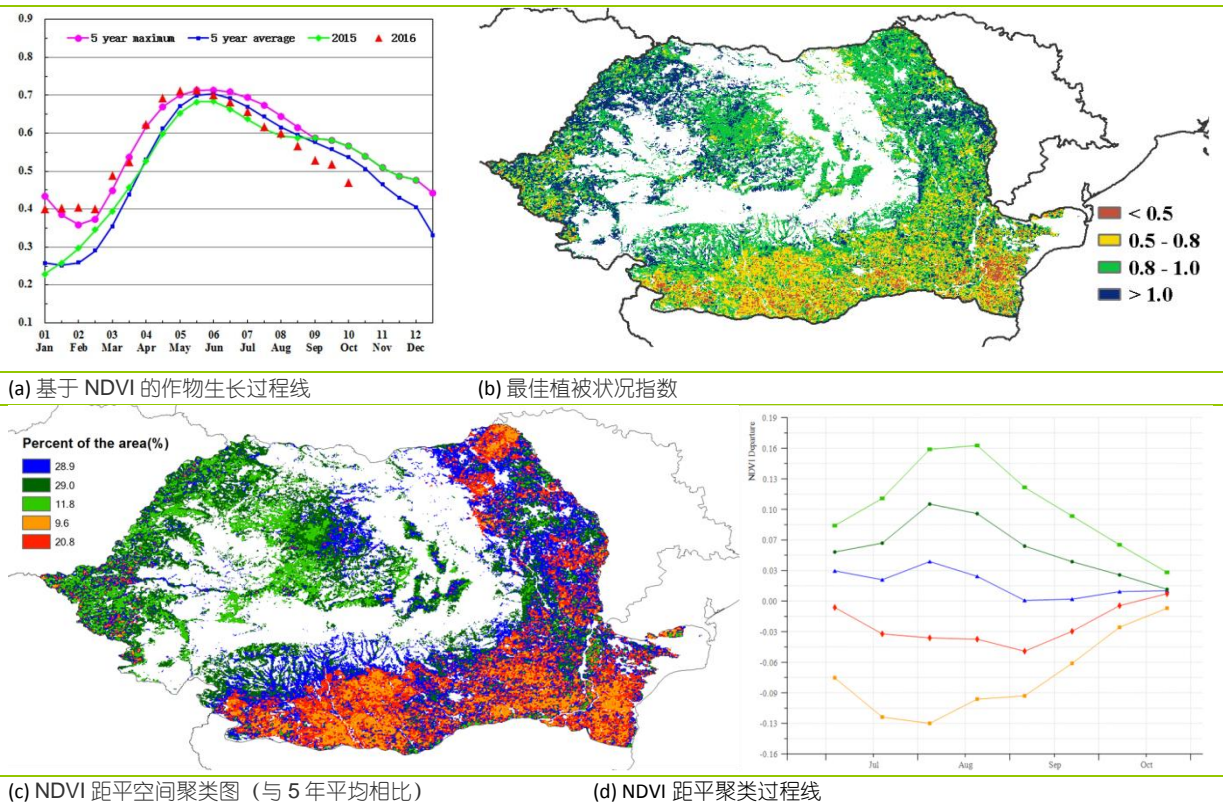 0.9
0.8
0.7
0.6
0.5
0.4
0.3
0.2
0.1
5 year maximum 5 year average 2015 2016
01 02 03 04 05 06 07 08 09 10 11 12
Jan Feb Mar Apr May Jun Jul Aug Sep Oct Nov Dec
< 0.5
0.5 - 0.8
0.8 - 1.0
> 1.0
(a) 基于 NDVI 的作物生长过程线
(b) 最佳植被状况指数
Percent of the area(%)
28.9
29.0
11.8
9.6
20.8
NDVI Departure
0.19
0.16
0.13
0.10
0.07
0.03
0.00
-0.03
-0.06
-0.09
-0.13
-0.16
Jul Aug Sep Oct
(c) NDVI 距平空间聚类图（与 5 年平均相比）
(d) NDVI 距平聚类过程线